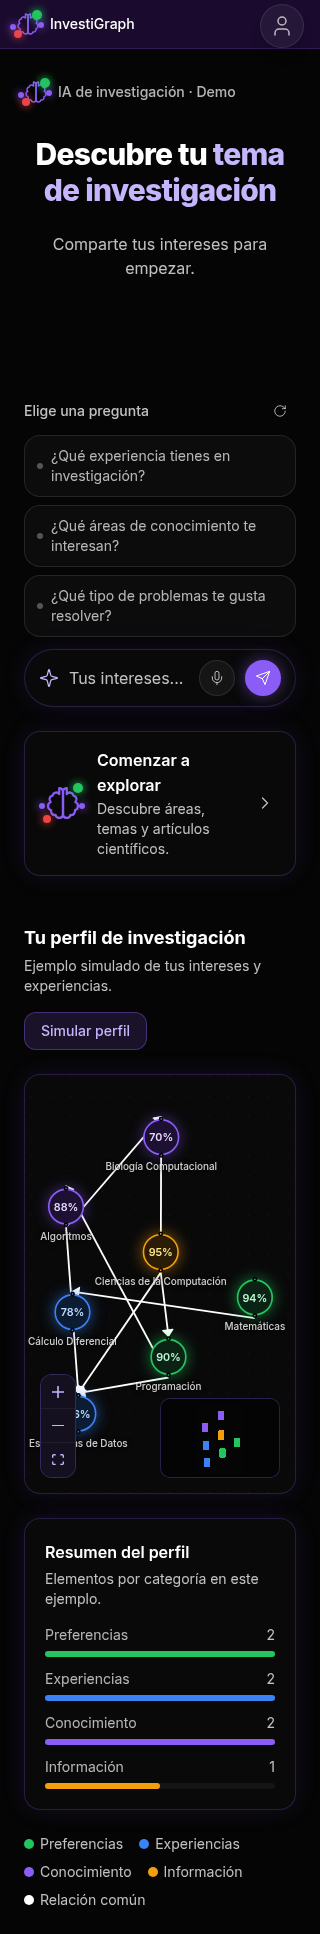 InvestiGraph
IA de investigación · Demo
Descubre tu tema
de investigación
Comparte tus intereses para
empezar.
Elige una pregunta
¿Qué experiencia tienes en
investigación?
¿Qué áreas de conocimiento te
interesan?
¿Qué tipo de problemas te gusta
resolver?
Tus intereses...
Comenzar a
explorar
Descubre áreas,
temas y artículos
científicos.
Tu perfil de investigación
Ejemplo simulado de tus intereses y
experiencias.
Simular perfil
70%
Biología Computacional
88%
Algoritmos
95%
Ciencias de la Computación
94%
Matemáticas
78%
Cálculo Diferencial
90%
Programación
de Datos
Resumen del perfil
Elementos por categoría en este
ejemplo.
Preferencias 2
Experiencias 2
Conocimiento 2
Información 1
Preferencias Experiencias
Conocimiento Información
Relación común